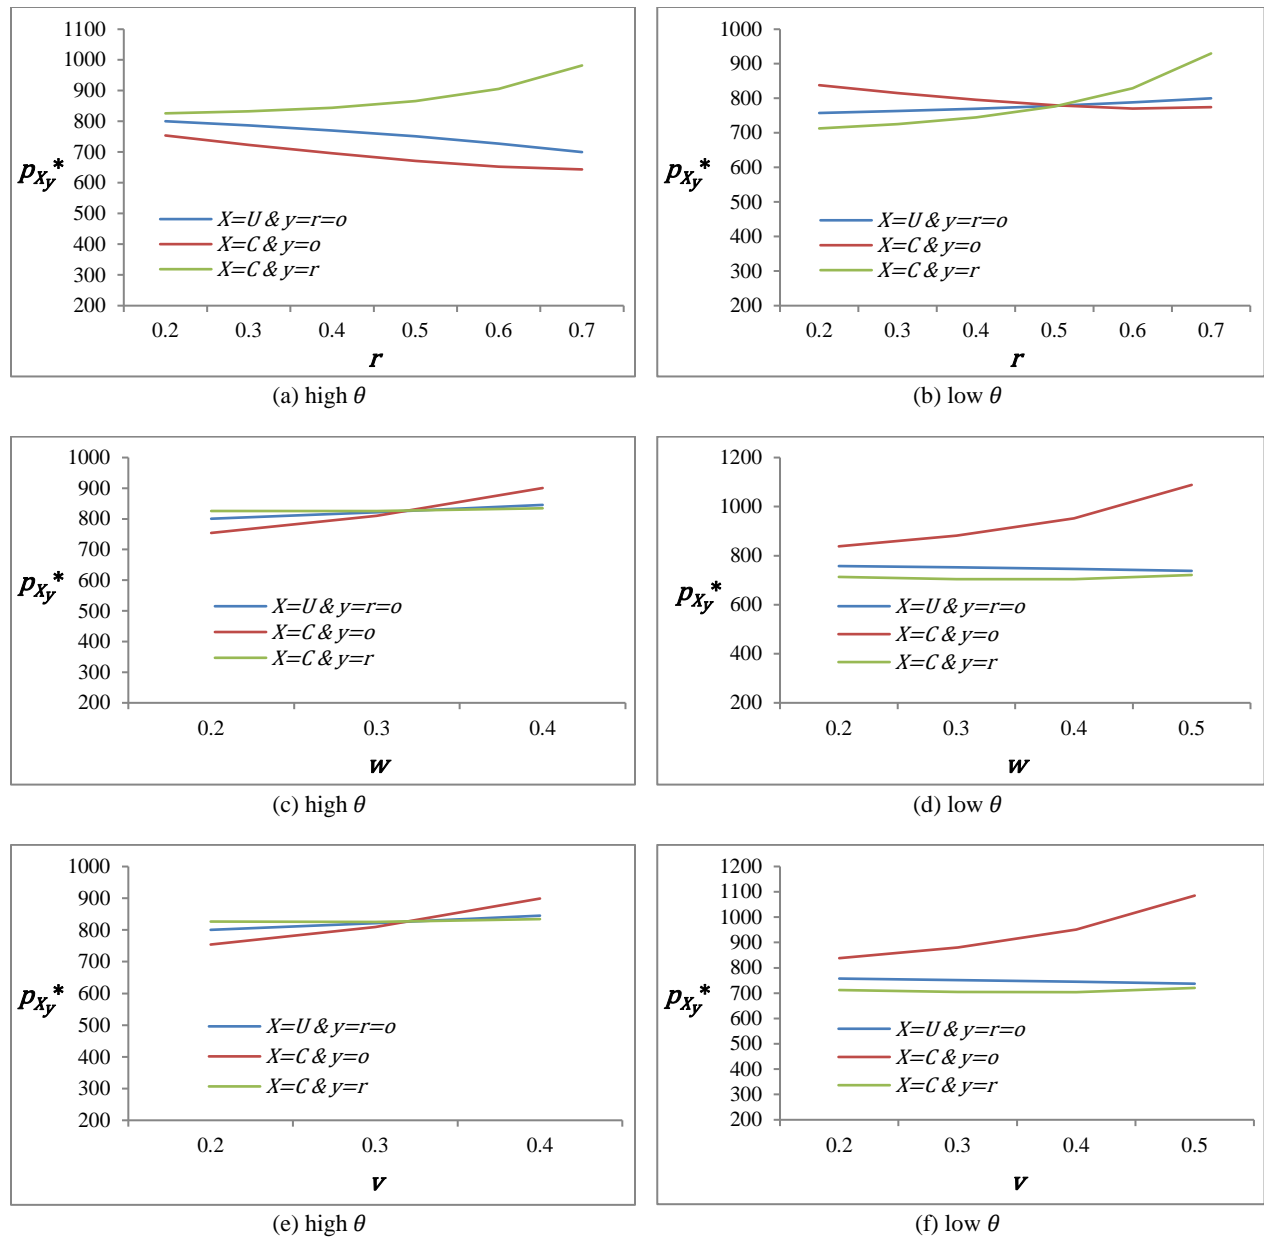 1100
1000
900
800
700
600
500
400
300
200
p_{X_y}*
X=U & y=r=o
X=C & y=o
X=C & y=r
0.2 0.3 0.4 0.5 0.6 0.7
r
(a) high θ
1000
900
800
700
600
500
400
300
200
p_{X_y}*
X=U & y=r=o
X=C & y=o
X=C & y=r
0.2 0.3 0.4 0.5 0.6 0.7
r
(b) low θ
1000
900
800
700
600
500
400
300
200
p_{X_y}*
X=U & y=r=o
X=C & y=o
X=C & y=r
0.2 0.3 0.4
w
(c) high θ
1200
1000
800
600
400
200
p_{X_y}*
X=U & y=r=o
X=C & y=o
X=C & y=r
0.2 0.3 0.4 0.5
w
(d) low θ
1000
900
800
700
600
500
400
300
200
p_{X_y}*
X=U & y=r=o
X=C & y=o
X=C & y=r
0.2 0.3 0.4
v
(e) high θ
1200
1100
1000
900
800
700
600
500
400
300
200
p_{X_y}*
X=U & y=r=o
X=C & y=o
X=C & y=r
0.2 0.3 0.4 0.5
v
(f) low θ